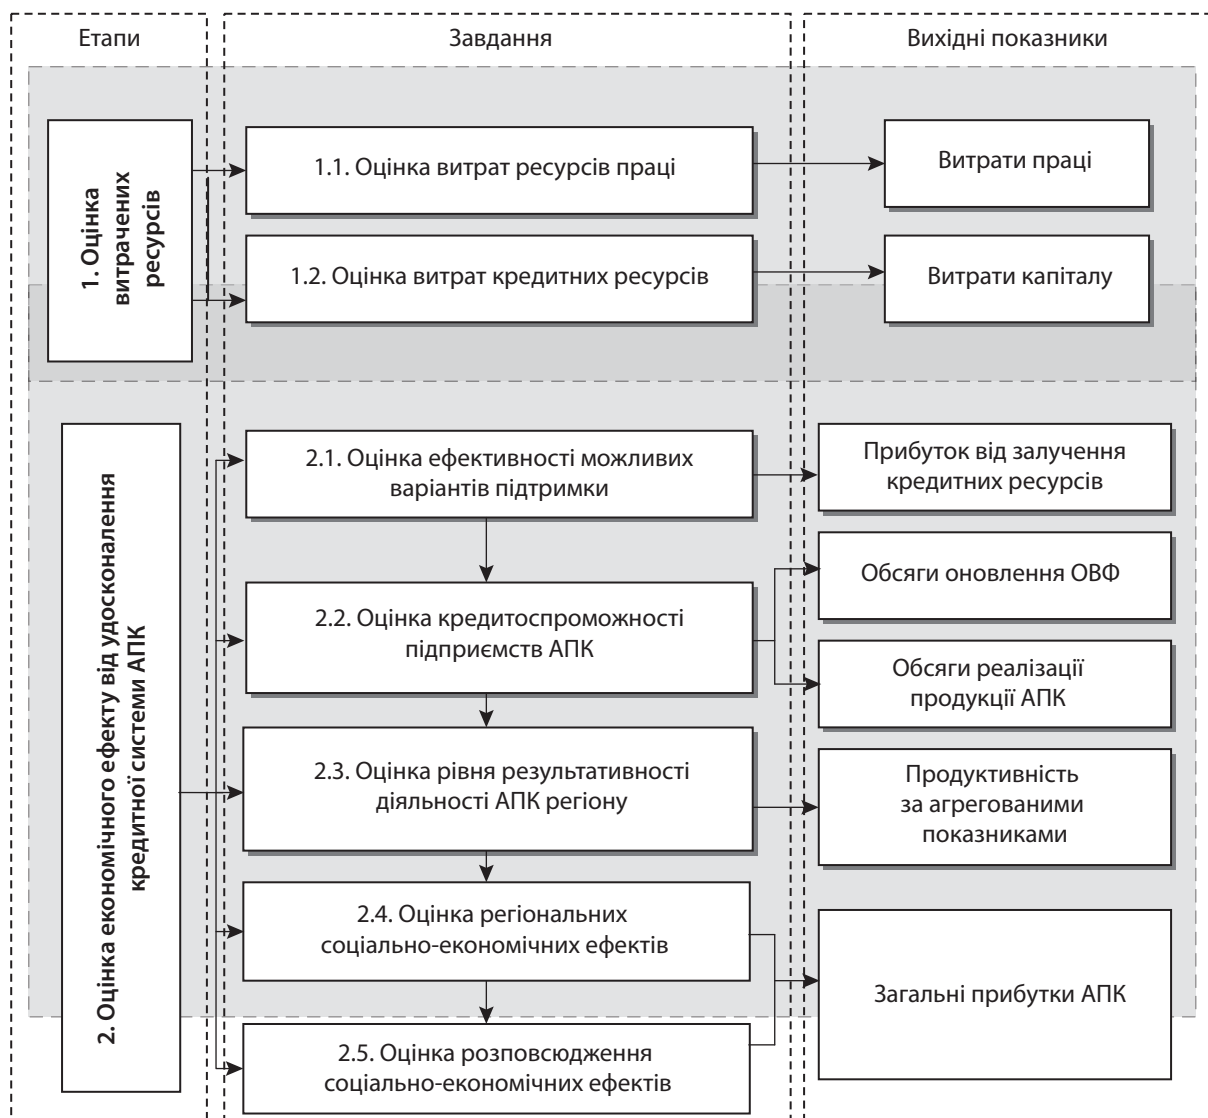 Етапи
Завдання
Вихідні показники
1. Оцінка
витрачених
ресурсів
1.1. Оцінка витрат ресурсів праці
Витрати праці
1.2. Оцінка витрат кредитних ресурсів
Витрати капіталу
2. Оцінка економічного ефекту від удосконалення
кредитної системи АПК
2.1. Оцінка ефективності можливих
варіантів підтримки
Прибуток від залучення
кредитних ресурсів
2.2. Оцінка кредитоспроможності
підприємств АПК
Обсяги оновлення ОВФ
Обсяги реалізації
продукції АПК
2.3. Оцінка рівня результативності
діяльності АПК регіону
Продуктивність
за агрегованими
показниками
2.4. Оцінка регіональних
соціально-економічних ефектів
2.5. Оцінка розповсюдження
соціально-економічних ефектів
Загальні прибутки АПК